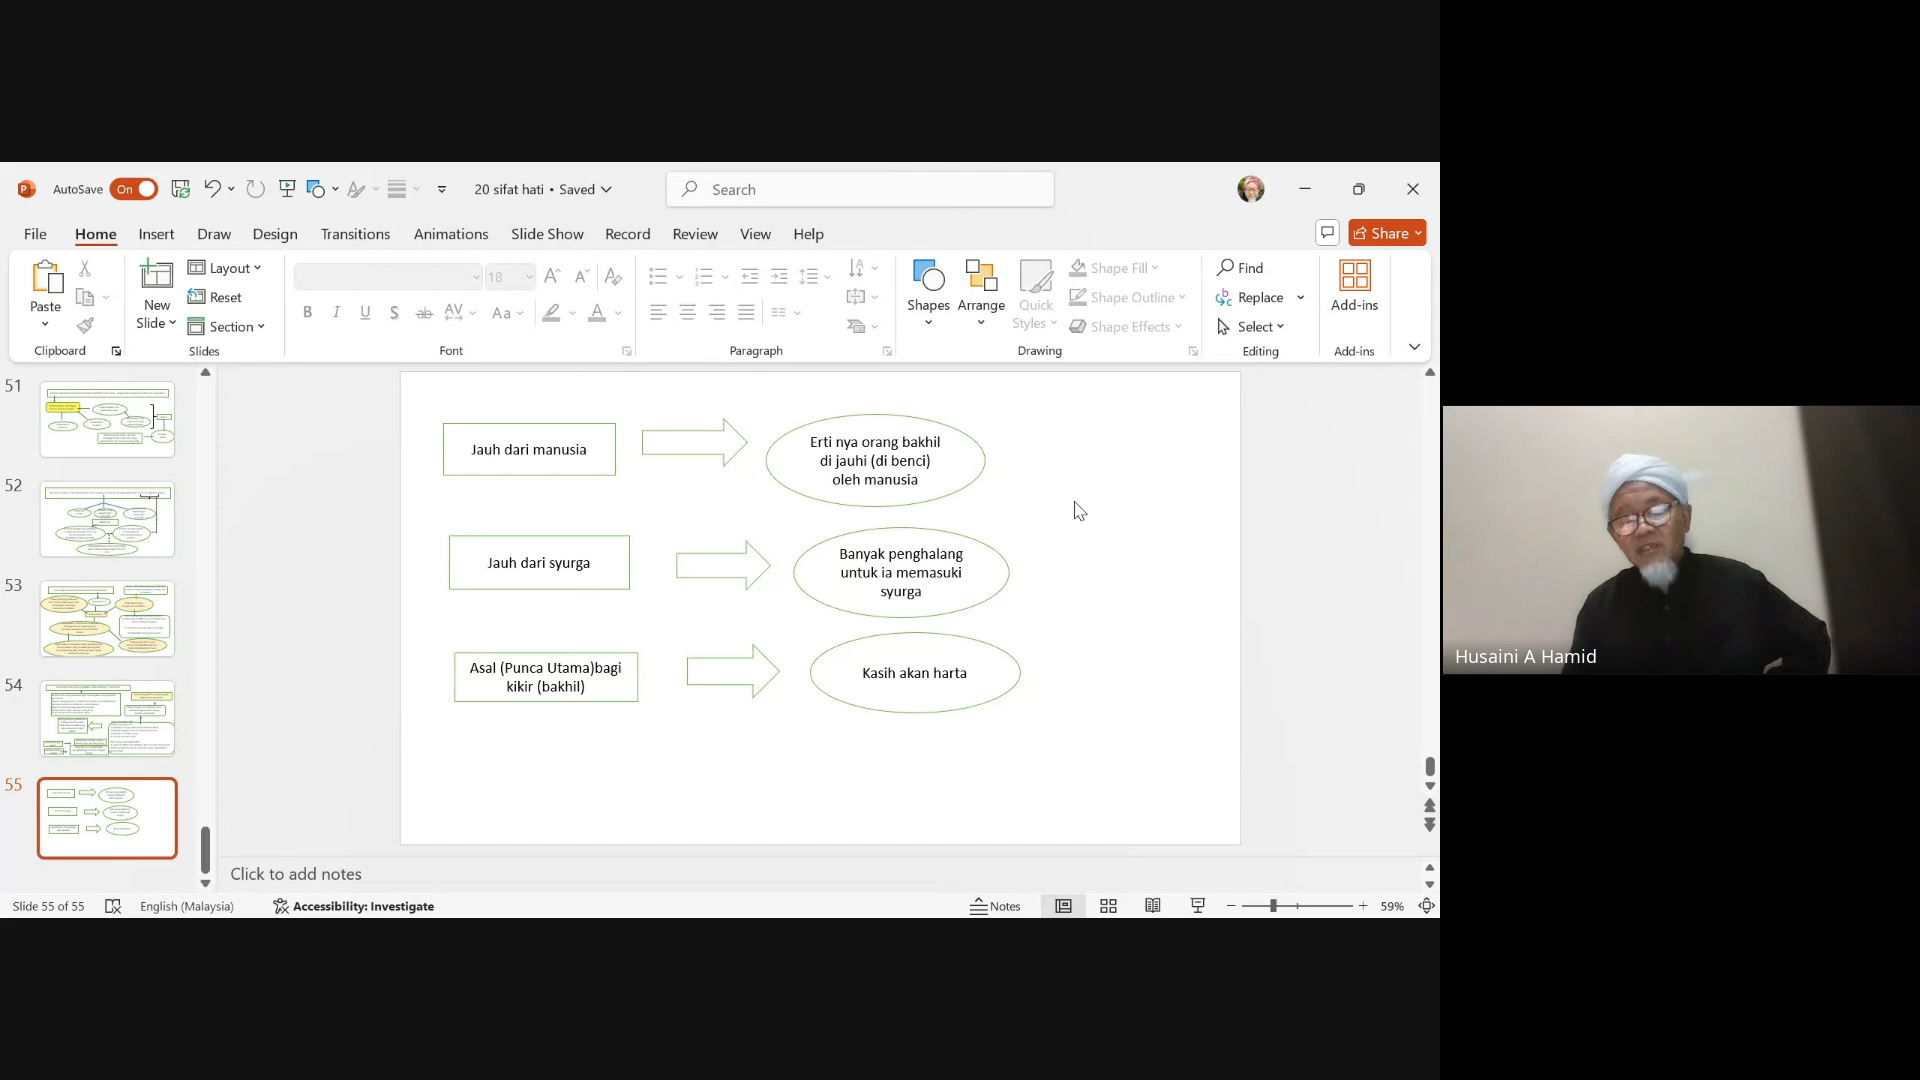 AutoSave On 20 sifat hati • Saved Search
File Home Insert Draw Design Transitions Animations Slide Show Record Review View Help Share
Paste
New
Slide
Layout
Reset
Section
18
Shapes
Arrange
Quick
Styles
Shape Fill
Shape Outline
Shape Effects
Find
Replace
Select
Add-ins
Clipboard Slides Font Paragraph Drawing Editing Add-ins
51
52
53
54
55
Jauh dari manusia
Erti nya orang bakhil
di jauhi (di benci)
oleh manusia
Jauh dari syurga
Banyak penghalang
untuk ia memasuki
syurga
Asal (Punca Utama)bagi
kikir (bakhil)
Kasih akan harta
Click to add notes
Slide 55 of 55 English (Malaysia) Accessibility: Investigate Notes 59%
Husaini A Hamid